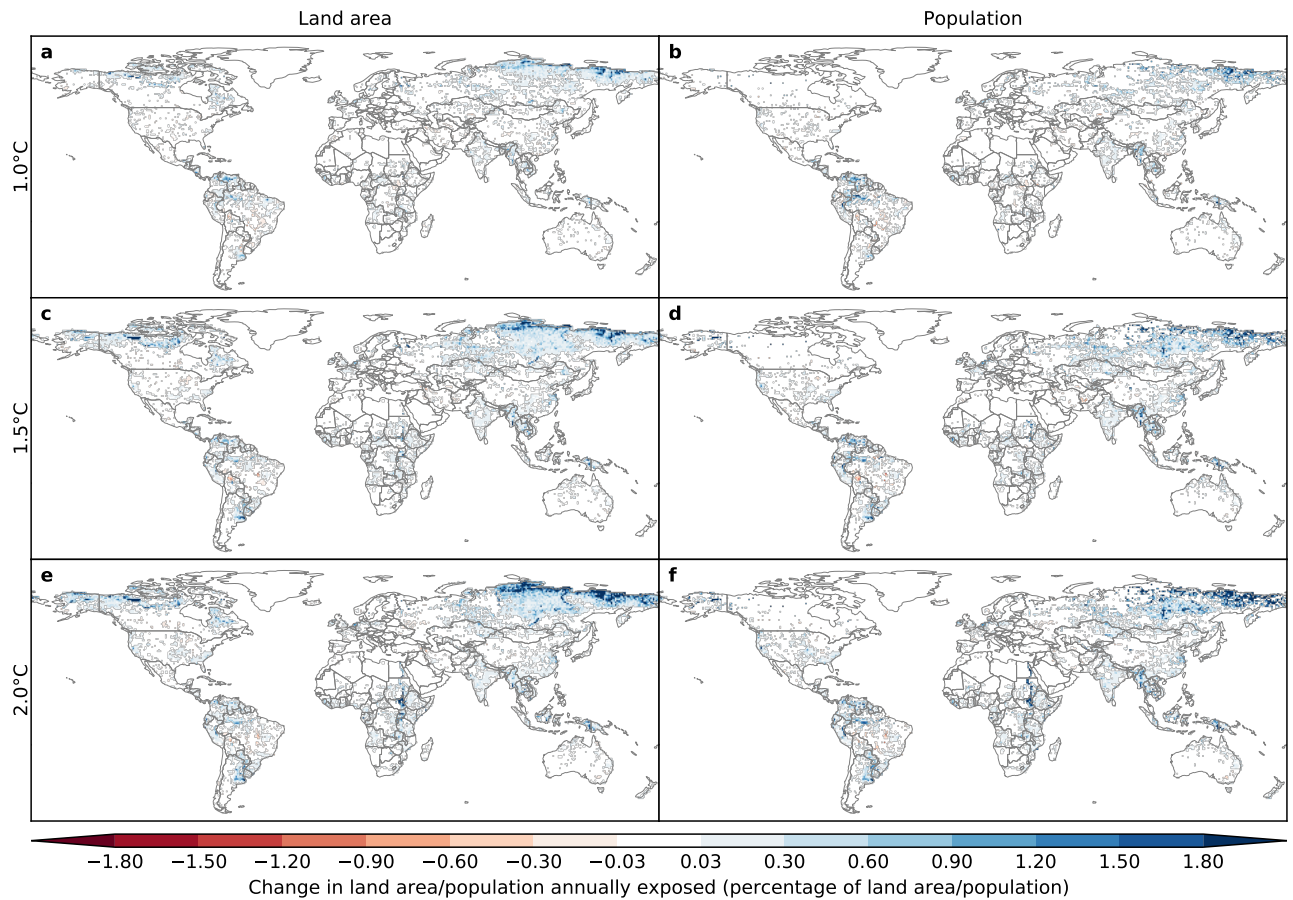 Land area Population
a b
1.0°C
c d
1.5°C
e f
2.0°C
−1.80 −1.50 −1.20 −0.90 −0.60 −0.30 −0.03 0.03 0.30 0.60 0.90 1.20 1.50 1.80
Change in land area/population annually exposed (percentage of land area/population)